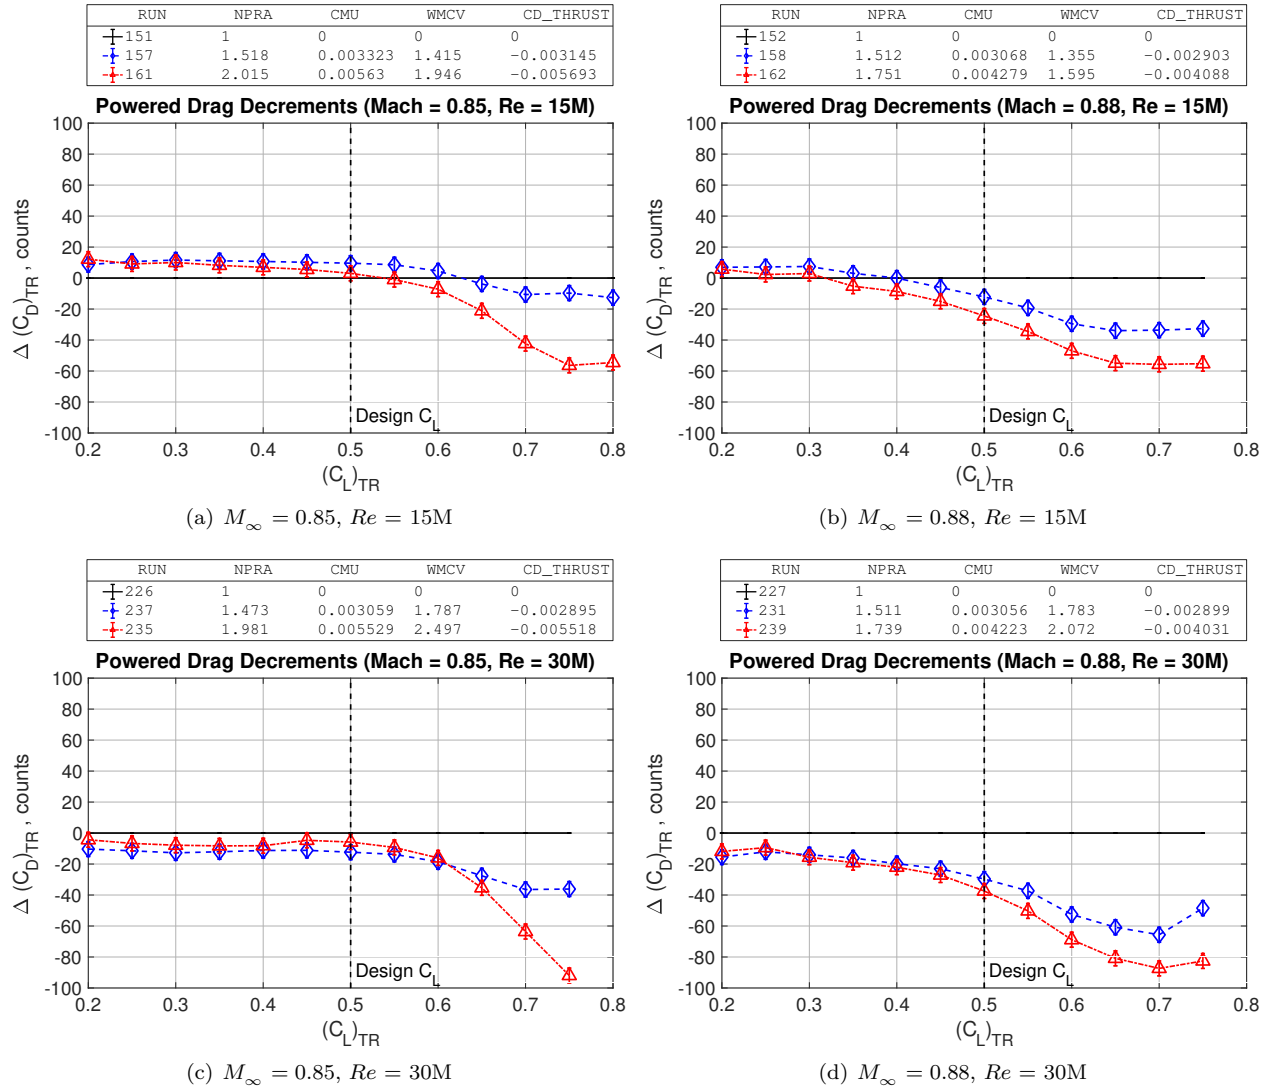 RUN NPRA CMU WMCV CD_THRUST
151 1 0 0 0
157 1.518 0.003323 1.415 −0.003145
161 2.015 0.00563 1.946 −0.005693
Powered Drag Decrements (Mach = 0.85, Re = 15M)
100
80
60
40
20
0
-20
-40
-60
-80
-100
Δ (C_D)_TR , counts
Design C_L
0.2 0.3 0.4 0.5 0.6 0.7 0.8
(C_L)_TR
(a) M_∞ = 0.85, Re = 15M
RUN NPRA CMU WMCV CD_THRUST
152 1 0 0 0
158 1.512 0.003068 1.355 −0.002903
162 1.751 0.004279 1.595 −0.004088
Powered Drag Decrements (Mach = 0.88, Re = 15M)
100
80
60
40
20
0
-20
-40
-60
-80
-100
Δ (C_D)_TR , counts
Design C_L
0.2 0.3 0.4 0.5 0.6 0.7 0.8
(C_L)_TR
(b) M_∞ = 0.88, Re = 15M
RUN NPRA CMU WMCV CD_THRUST
226 1 0 0 0
237 1.473 0.003059 1.787 −0.002895
235 1.981 0.005529 2.497 −0.005518
Powered Drag Decrements (Mach = 0.85, Re = 30M)
100
80
60
40
20
0
-20
-40
-60
-80
-100
Δ (C_D)_TR , counts
Design C_L
0.2 0.3 0.4 0.5 0.6 0.7 0.8
(C_L)_TR
(c) M_∞ = 0.85, Re = 30M
RUN NPRA CMU WMCV CD_THRUST
227 1 0 0 0
231 1.511 0.003056 1.783 −0.002899
239 1.739 0.004223 2.072 −0.004031
Powered Drag Decrements (Mach = 0.88, Re = 30M)
100
80
60
40
20
0
-20
-40
-60
-80
-100
Δ (C_D)_TR , counts
Design C_L
0.2 0.3 0.4 0.5 0.6 0.7 0.8
(C_L)_TR
(d) M_∞ = 0.88, Re = 30M